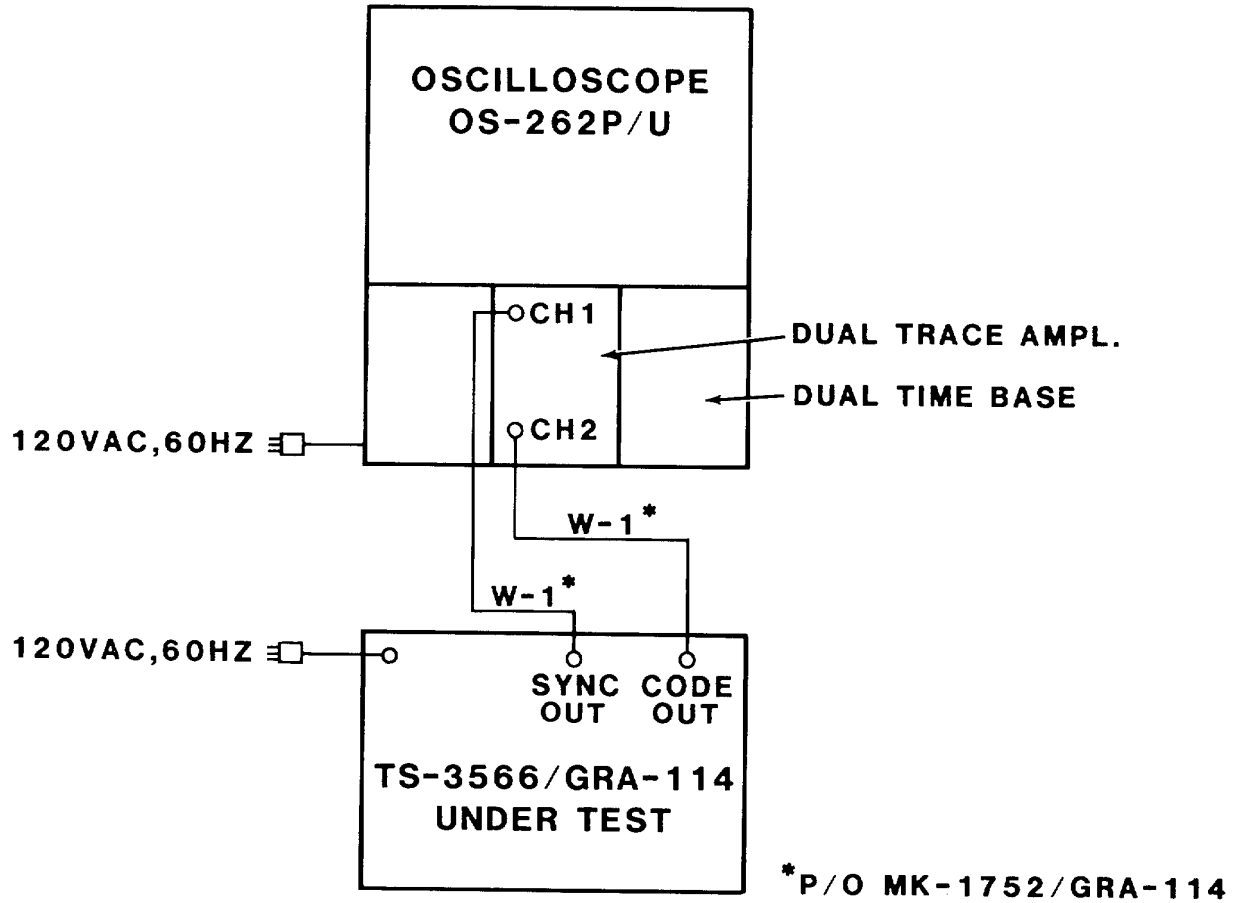 OSCILLOSCOPE
OS-262P/U
CH1
DUAL TRACE AMPL.
DUAL TIME BASE
CH2
120VAC,60HZ
W-1*
W-1*
120VAC,60HZ
SYNC OUT
CODE OUT
TS-3566/GRA-114
UNDER TEST
*P/O MK-1752/GRA-114